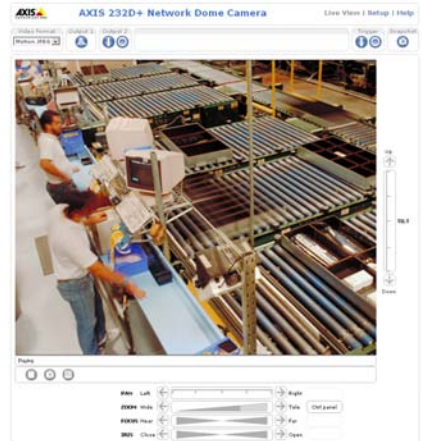 AXIS
AXIS 232D+ Network Dome Camera
Live View | Setup | Help
Video Format
Output 1
Output 2
Trigger
Snapshot
Motion JPEG
Up
Down
Playing
PAN Left Right
ZOOM Wide Tele Ctrl panel
FOCUS Near Far
IRIS Close Open